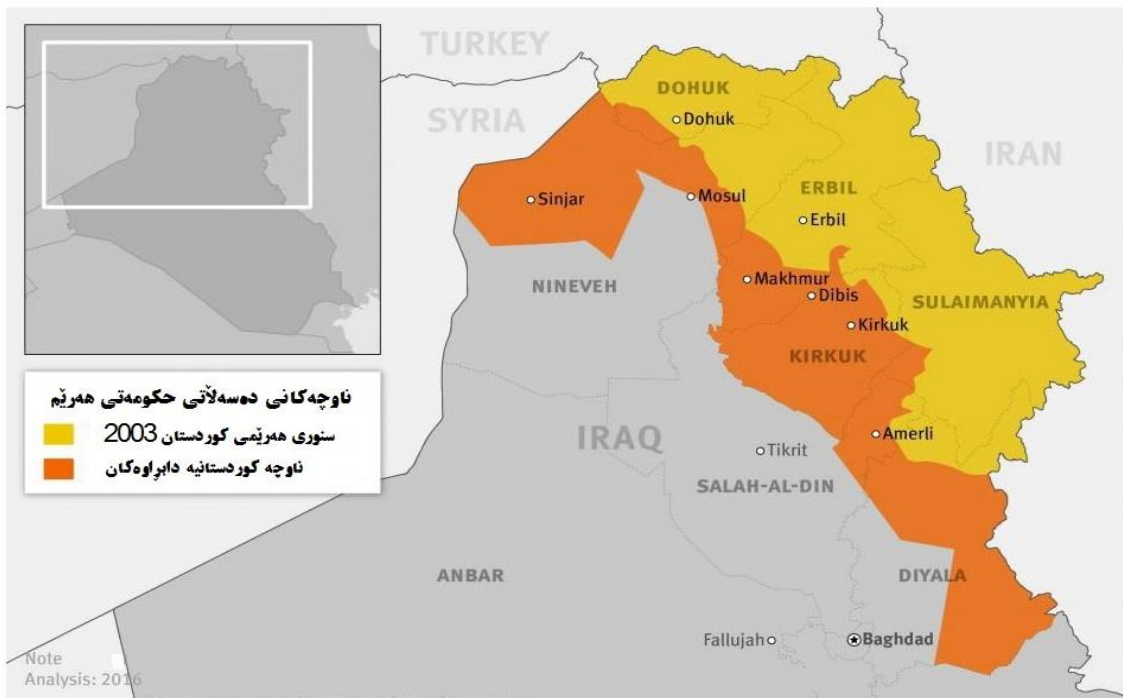 TURKEY
SYRIA
IRAN
DOHUK
Dohuk
ERBIL
Erbil
Sinjar
Mosul
NINEVEH
Makhmur
Dibis
SULAIMANYIA
Kirkuk
KIRKUK
ناوچەکانی دەسەڵاتی حکومەتی هەرێم
سنوری هەرێمی کوردستان 2003
ناوچە کوردستانیە دابڕاوەکان
IRAQ
Amerli
Tikrit
SALAH-AL-DIN
ANBAR
DIYALA
Fallujah
Baghdad
Note
Analysis: 2016